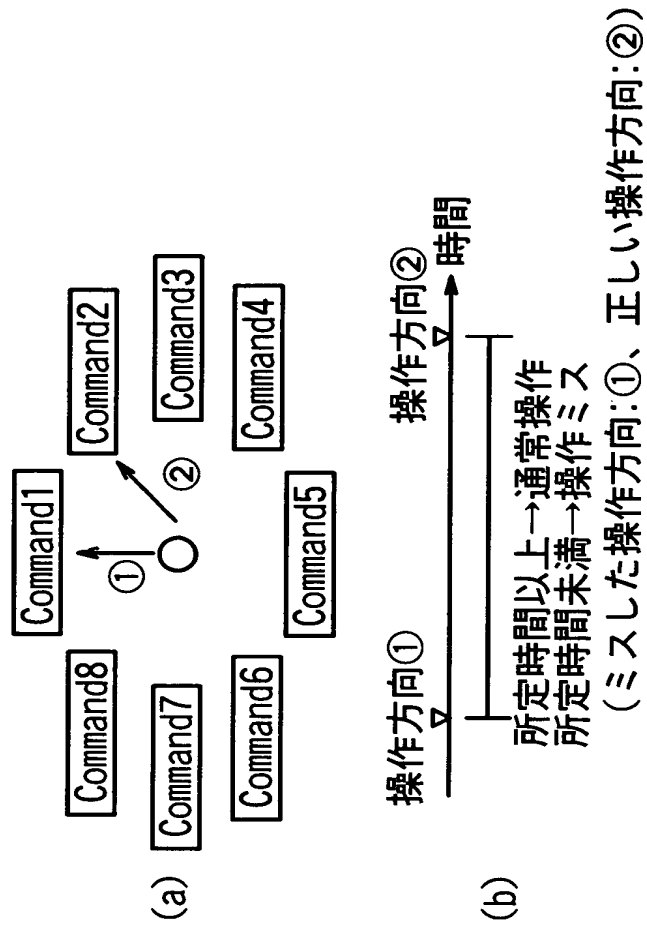 (a)
Command1
Command8
Command2
①
②
Command7
Command3
Command6
Command4
Command5
(b)
操作方向①
操作方向②
時間
所定時間以上→通常操作
所定時間未満→操作ミス
(ミスした操作方向:①、正しい操作方向:②)